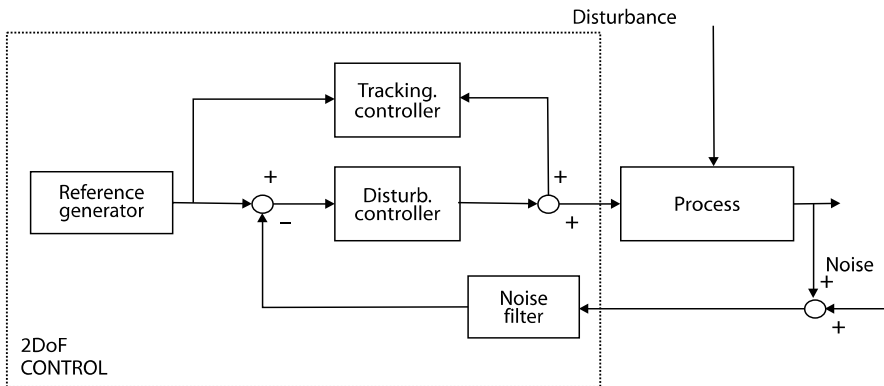 Disturbance
Tracking.
controller
+
+
Reference
generator
+
−
Disturb.
controller
+
Process
Noise
+
+
Noise
filter
2DoF
CONTROL